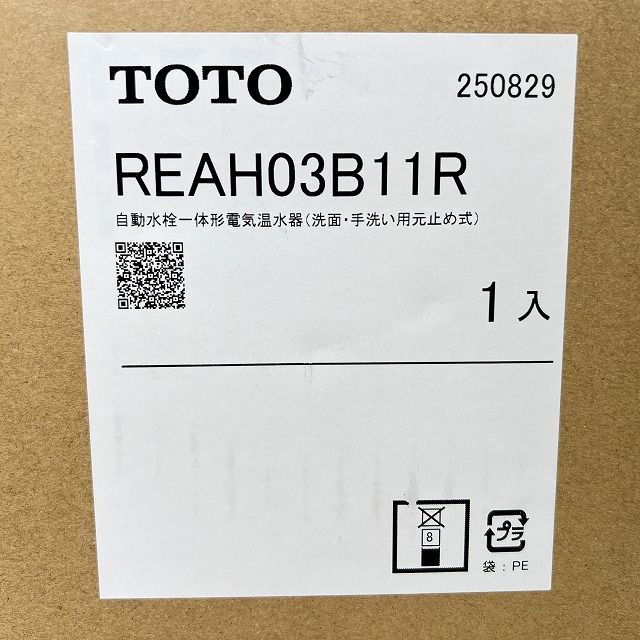 TOTO 250829
REAH03B11R
自動水栓一体形電気温水器(洗面・手洗い用元止め式)
1入
8
プラ
袋：PE